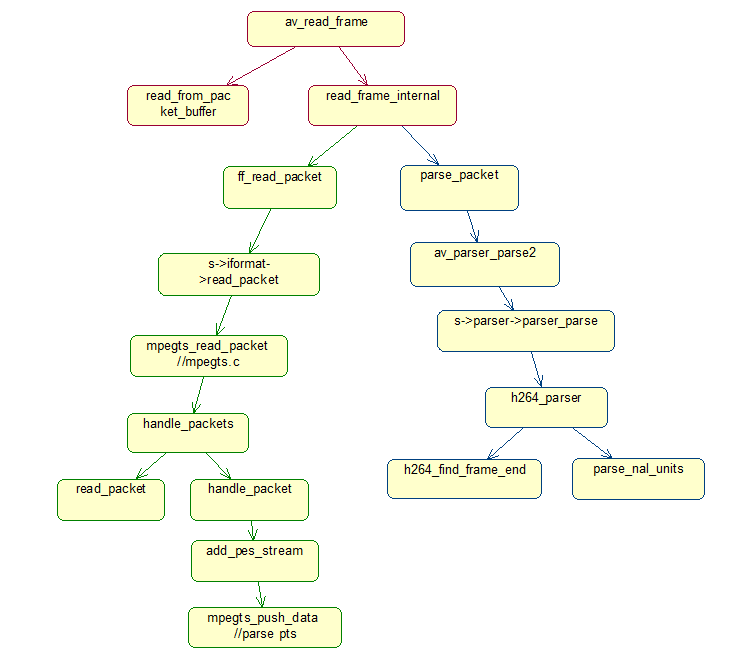 av_read_frame
read_from_pac
ket_buffer
read_frame_internal
ff_read_packet
parse_packet
s->iformat-
>read_packet
av_parser_parse2
mpegts_read_packet
//mpegts.c
s->parser->parser_parse
handle_packets
h264_parser
read_packet
handle_packet
h264_find_frame_end
parse_nal_units
add_pes_stream
mpegts_push_data
//parse pts